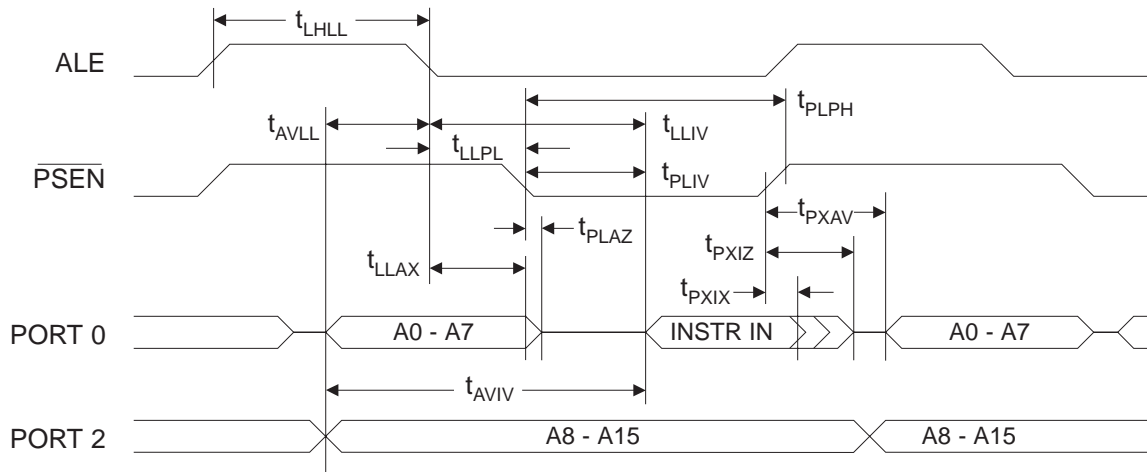 tLHLL
ALE
tPLPH
tAVLL
tLLIV
tLLPL
PSEN
tPLIV
tPXAV
tPLAZ
tPXIZ
tLLAX
tPXIX
PORT 0
A0 - A7
INSTR IN
A0 - A7
tAVIV
PORT 2
A8 - A15
A8 - A15